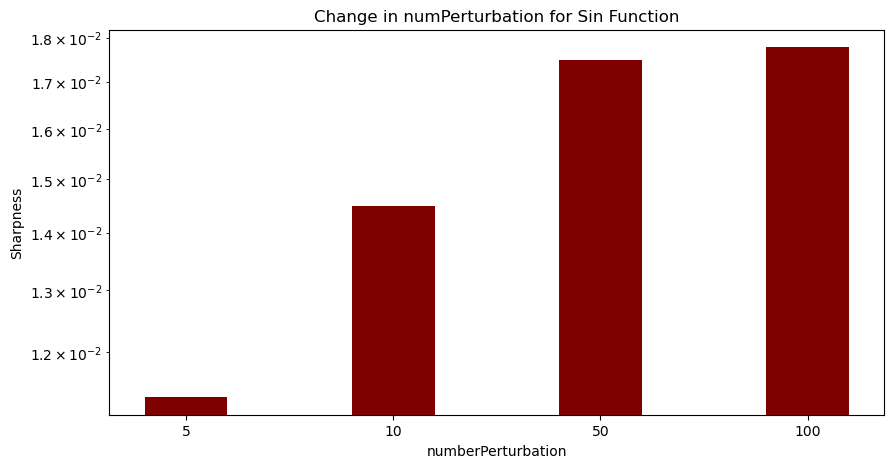 Change in numPerturbation for Sin Function
1.8 × 10⁻²
1.7 × 10⁻²
1.6 × 10⁻²
1.5 × 10⁻²
1.4 × 10⁻²
1.3 × 10⁻²
1.2 × 10⁻²
Sharpness
5 10 50 100
numberPerturbation